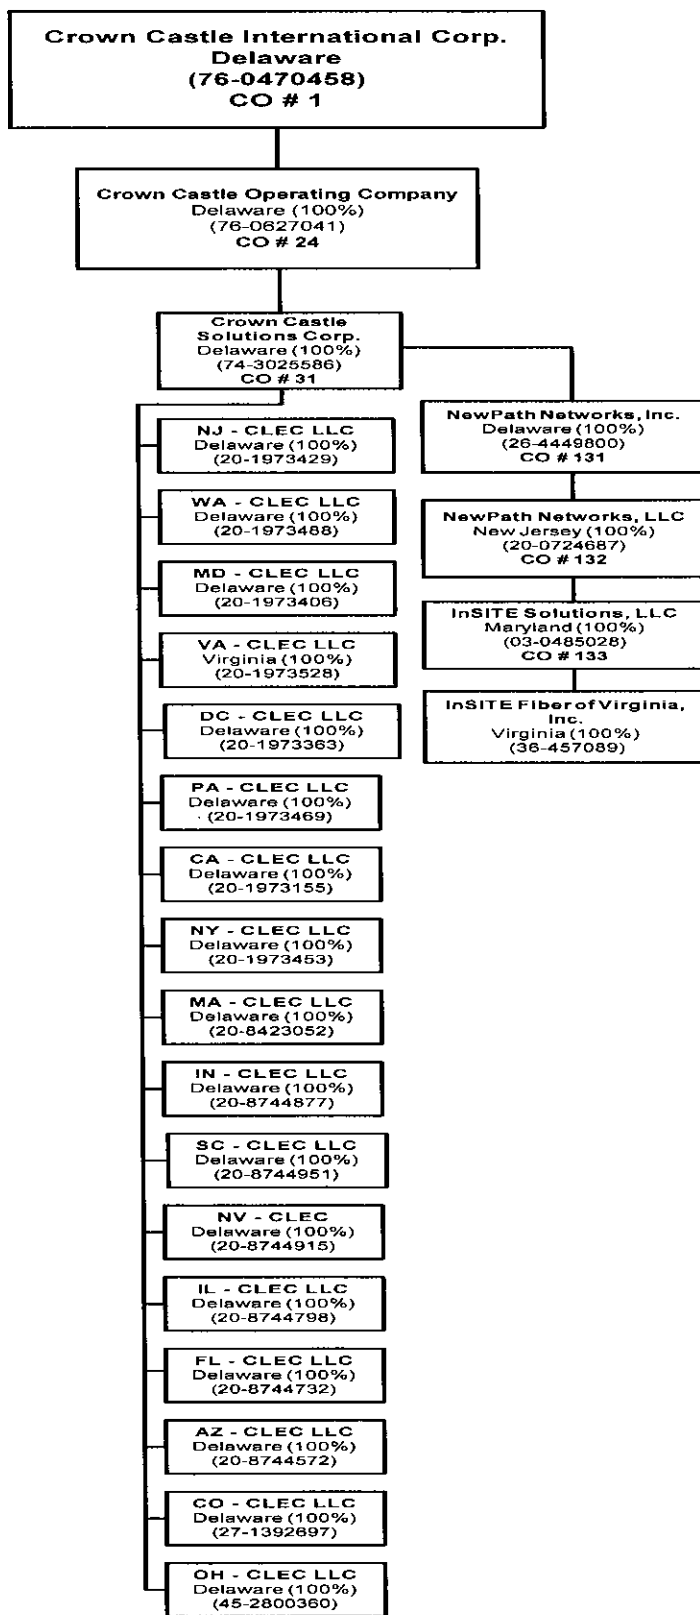 Crown Castle International Corp.
Delaware
(76-0470458)
CO # 1
Crown Castle Operating Company
Delaware (100%)
(76-0627041)
CO # 24
Crown Castle
Solutions Corp.
Delaware (100%)
(74-3025586)
CO # 31
NJ - CLEC LLC
Delaware (100%)
(20-1973429)
WA - CLEC LLC
Delaware (100%)
(20-1973488)
MD - CLEC LLC
Delaware (100%)
(20-1973406)
VA - CLEC LLC
Virginia (100%)
(20-1973528)
DC - CLEC LLC
Delaware (100%)
(20-1973363)
PA - CLEC LLC
Delaware (100%)
(20-1973469)
CA - CLEC LLC
Delaware (100%)
(20-1973155)
NY - CLEC LLC
Delaware (100%)
(20-1973453)
MA - CLEC LLC
Delaware (100%)
(20-8423052)
IN - CLEC LLC
Delaware (100%)
(20-8744877)
SC - CLEC LLC
Delaware (100%)
(20-8744951)
NV - CLEC
Delaware (100%)
(20-8744915)
IL - CLEC LLC
Delaware (100%)
(20-8744798)
FL - CLEC LLC
Delaware (100%)
(20-8744732)
AZ - CLEC LLC
Delaware (100%)
(20-8744572)
CO - CLEC LLC
Delaware (100%)
(27-1392697)
OH - CLEC LLC
Delaware (100%)
(45-2800360)
NewPath Networks, Inc.
Delaware (100%)
(26-4449800)
CO # 131
NewPath Networks, LLC
New Jersey (100%)
(20-0724687)
CO # 132
InSITE Solutions, LLC
Maryland (100%)
(03-0485028)
CO # 133
InSITE Fiber of Virginia,
Inc.
Virginia (100%)
(36-457089)